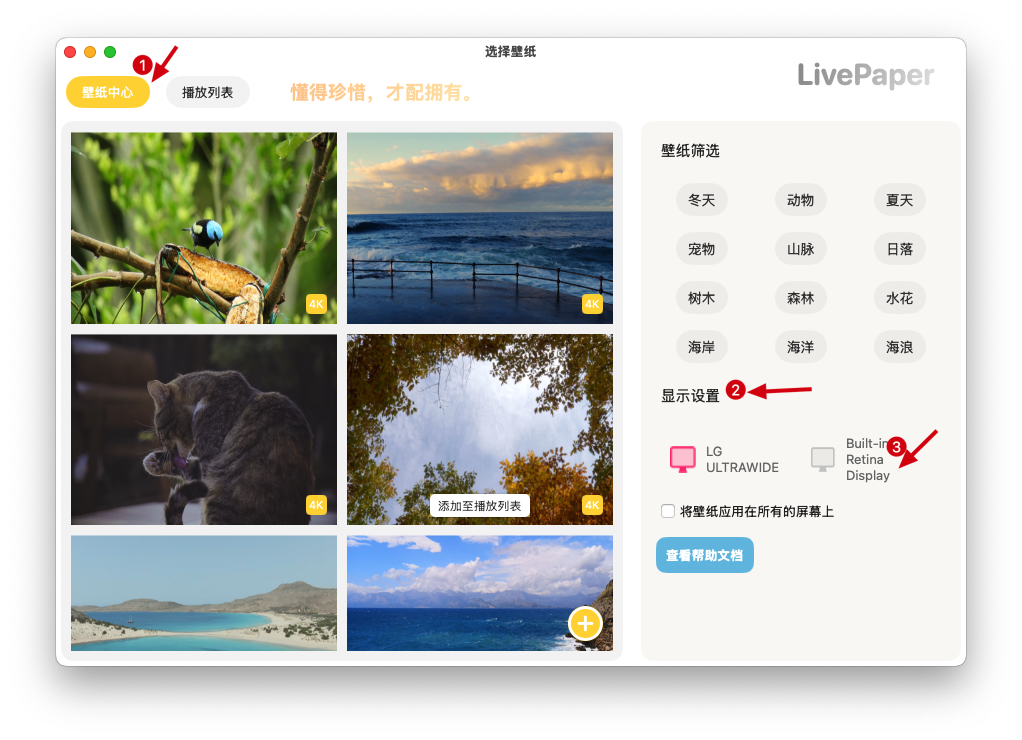 选择壁纸
1
壁纸中心
播放列表
懂得珍惜，才配拥有。
LivePaper
4K
4K
4K
添加至播放列表
4K
壁纸筛选
冬天
动物
夏天
宠物
山脉
日落
树木
森林
水花
海岸
海洋
海浪
显示设置
2
LG
ULTRAWIDE
Built-in
Retina
Display
3
将壁纸应用在所有的屏幕上
查看帮助文档